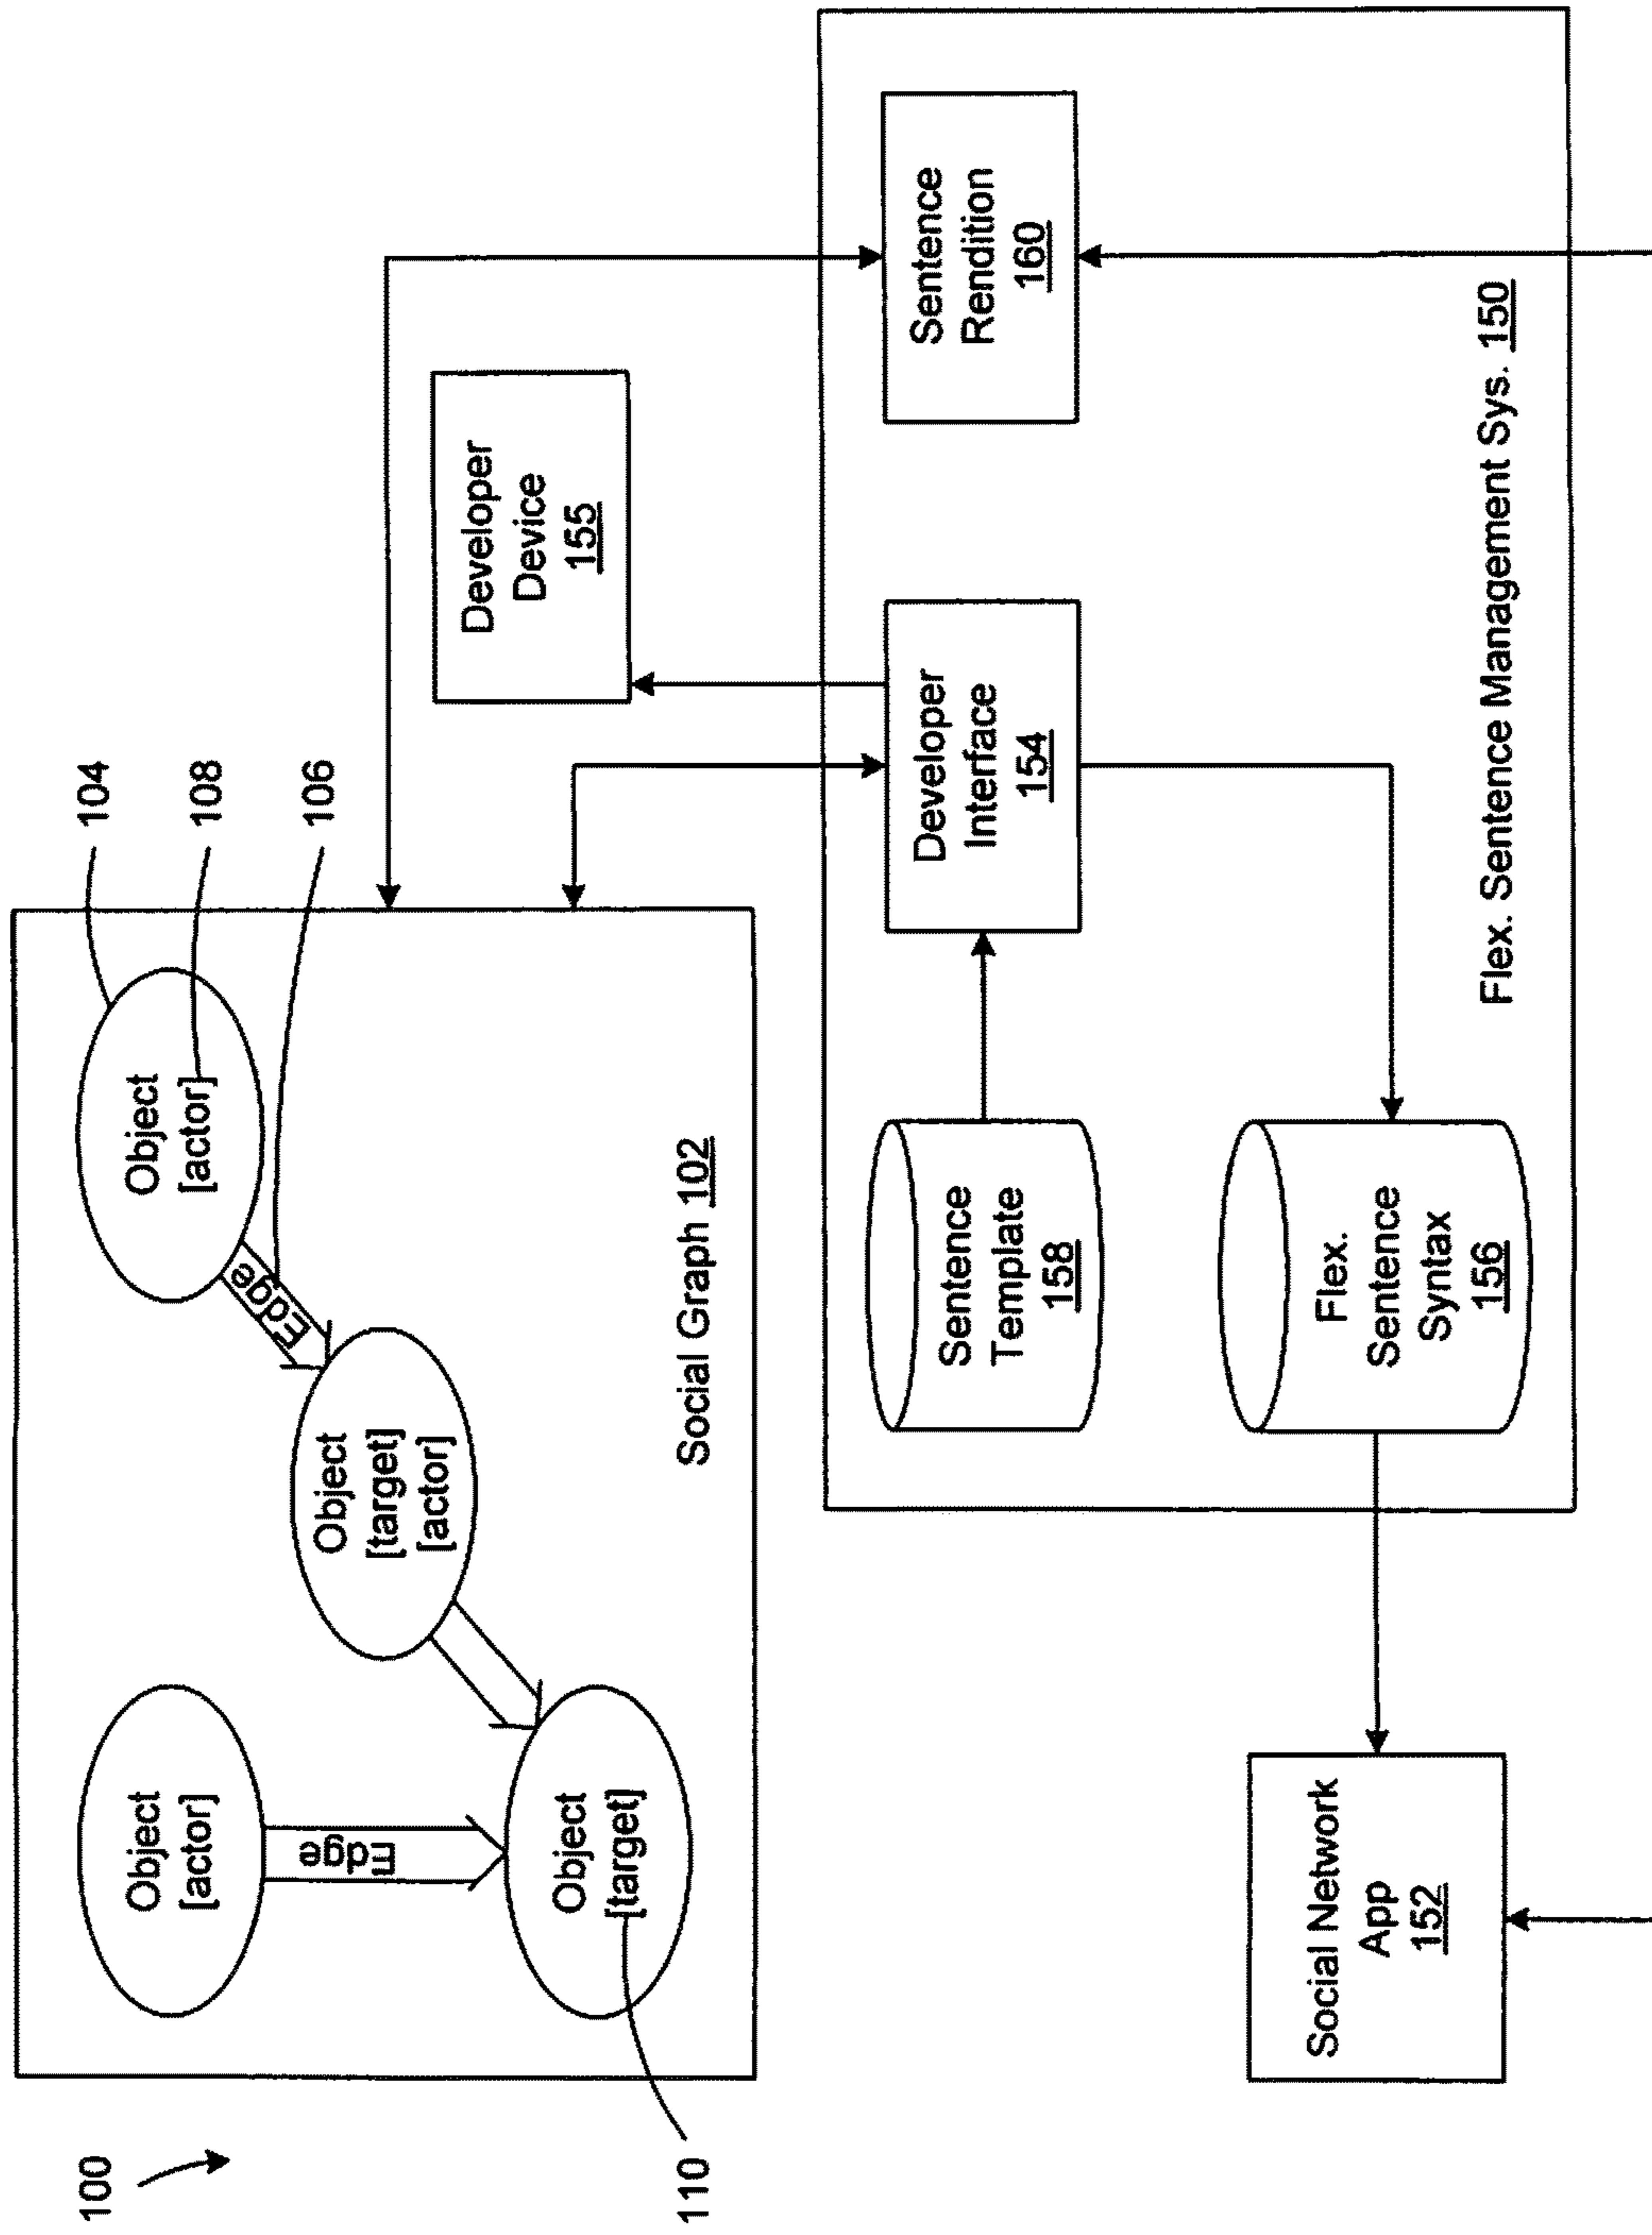 100
104
108
106
Object
[actor]
Edge
Object
[actor]
Edge
Object
[target]
[actor]
Object
[target]
110
Social Graph 102
Developer
Device
155
Sentence
Template
158
Developer
Interface
154
Sentence
Rendition
160
Flex.
Sentence
Syntax
156
Flex. Sentence Management Sys. 150
Social Network
App
152